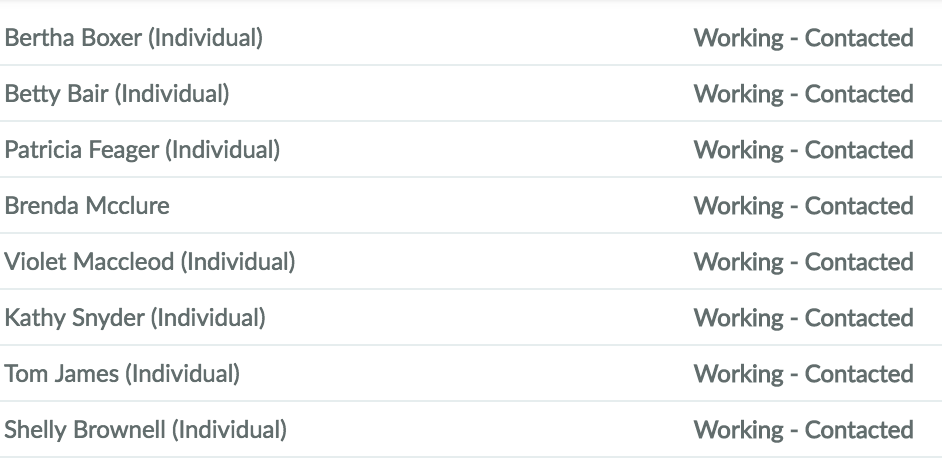 Bertha Boxer (Individual) Working - Contacted
Betty Bair (Individual) Working - Contacted
Patricia Feager (Individual) Working - Contacted
Brenda Mcclure Working - Contacted
Violet Maccleod (Individual) Working - Contacted
Kathy Snyder (Individual) Working - Contacted
Tom James (Individual) Working - Contacted
Shelly Brownell (Individual) Working - Contacted